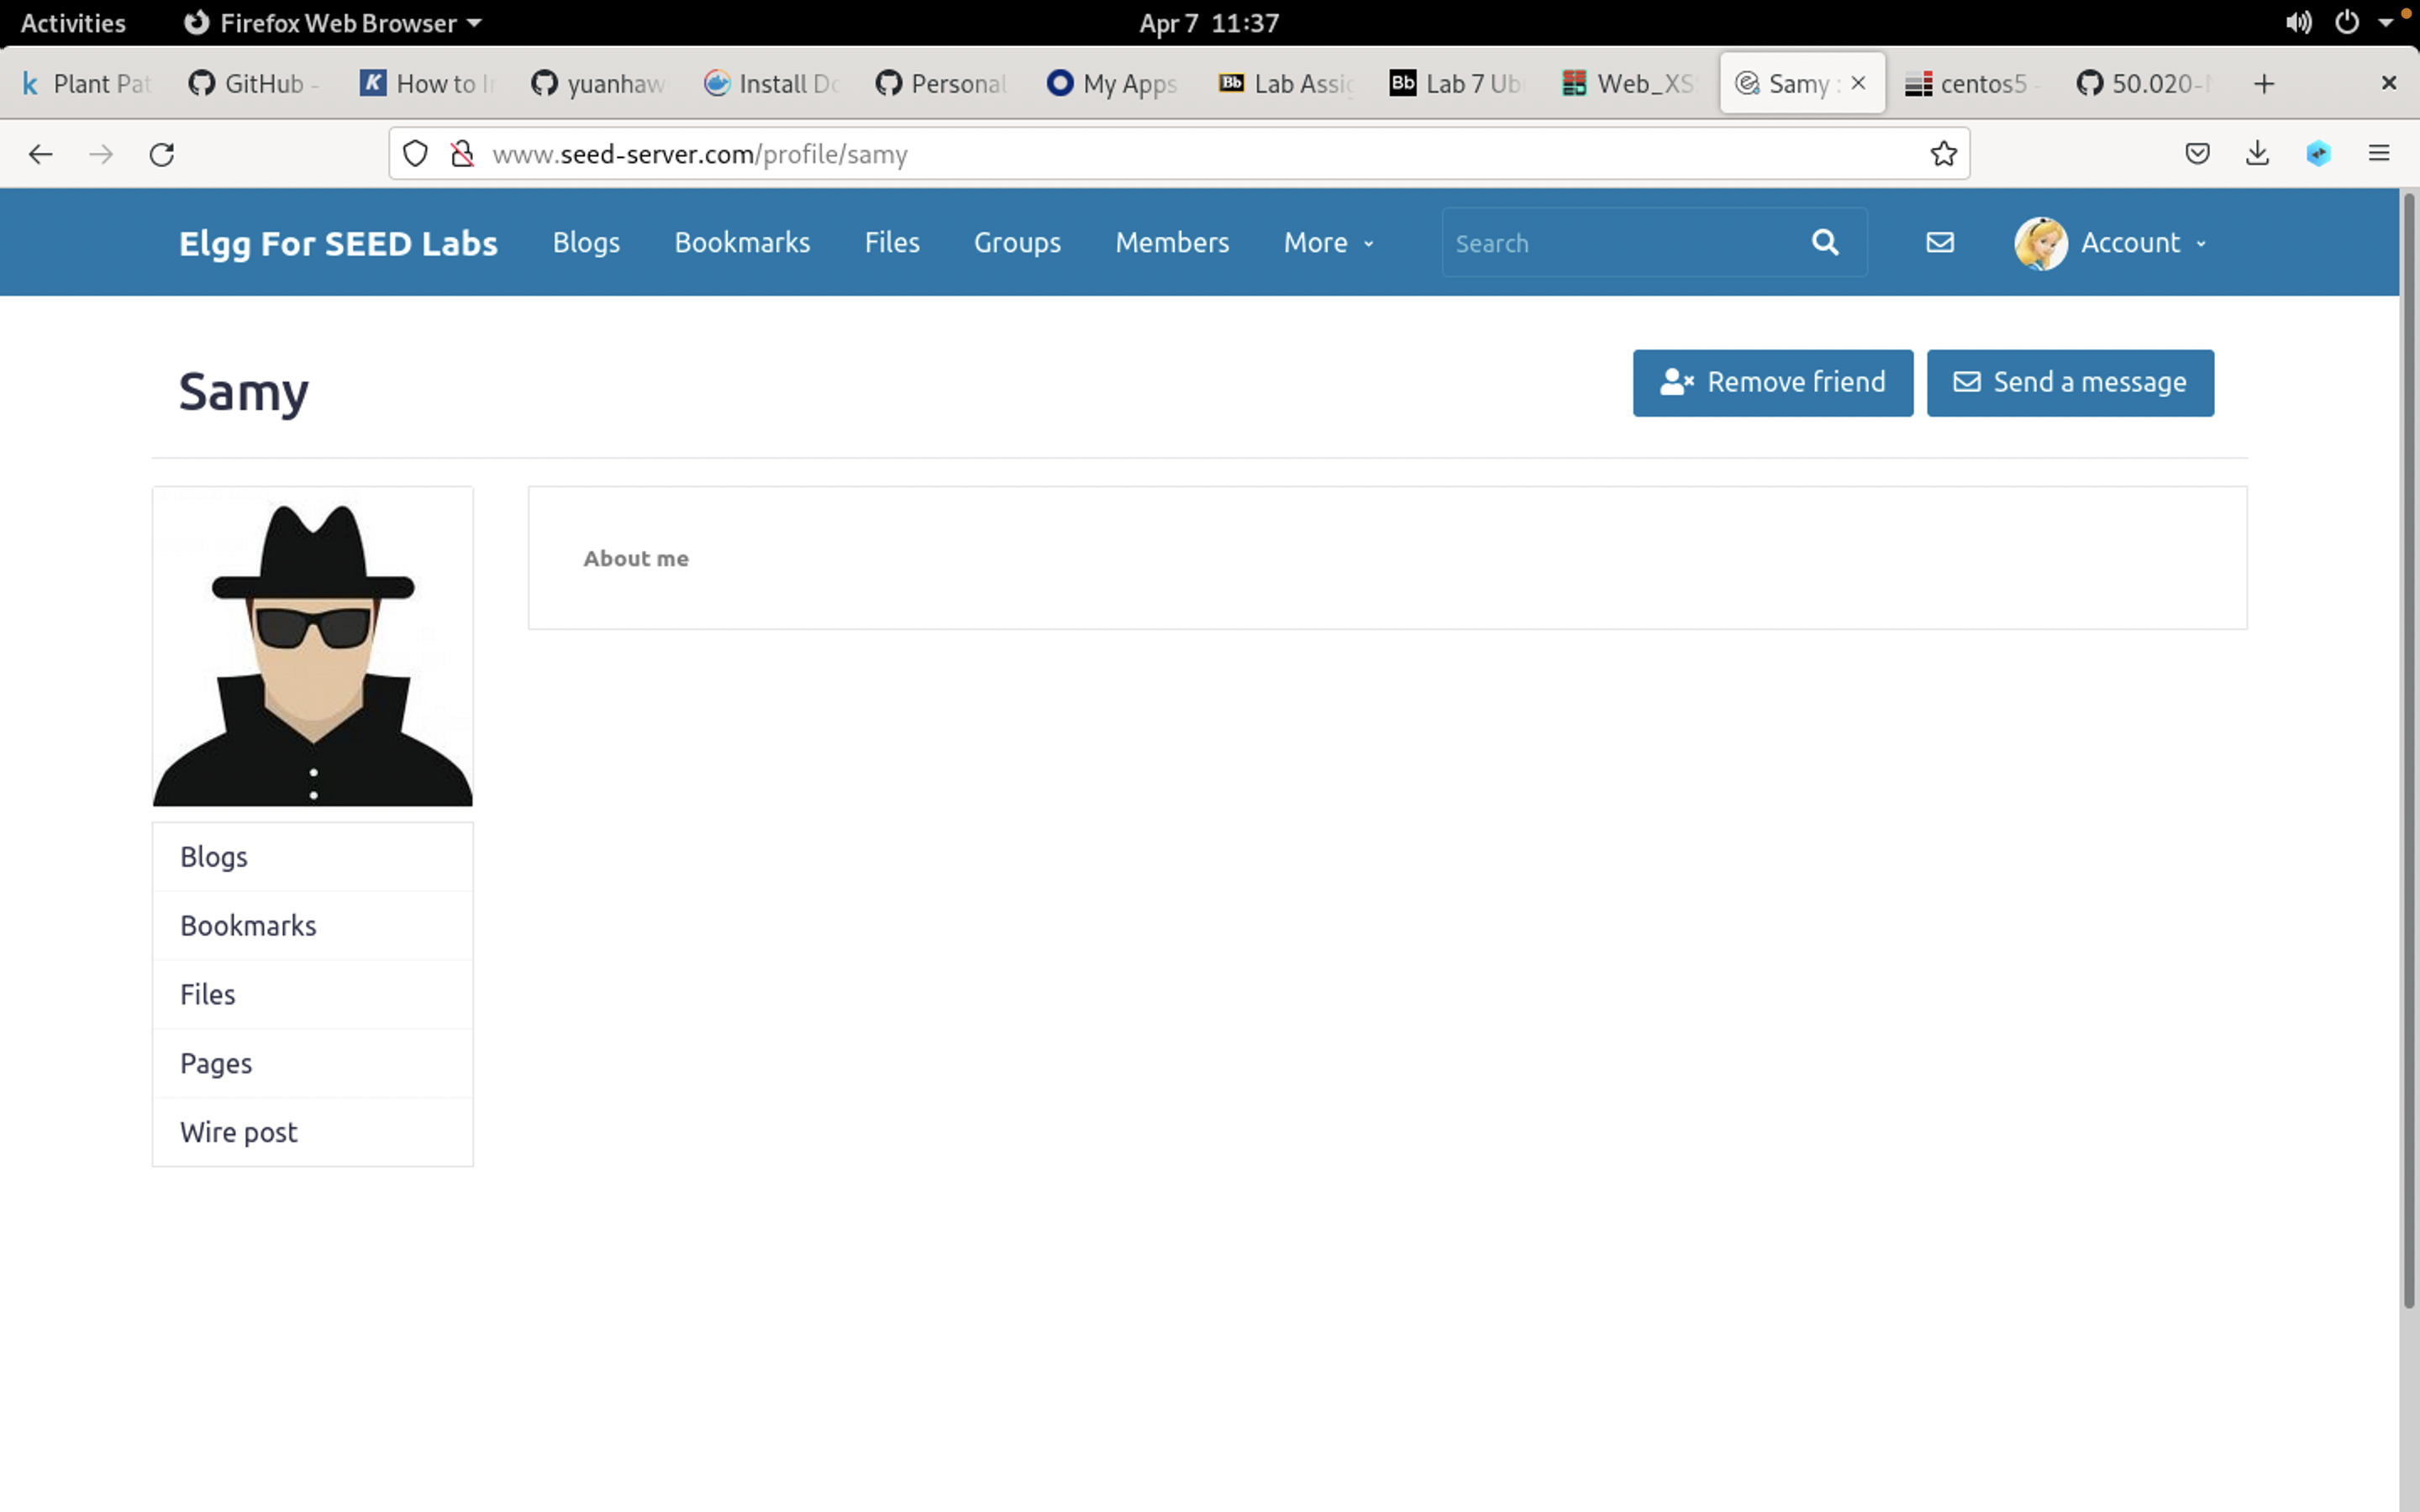 Activities Firefox Web Browser Apr 7 11:37
Plant Pat GitHub - How to I yuanhaw Install Do Personal My Apps Lab Assig Lab 7 Ub Web_XS Samy : centos5 - 50.020-
www.seed-server.com/profile/samy
Elgg For SEED Labs Blogs Bookmarks Files Groups Members More Search Account
Samy Remove friend Send a message
About me
Blogs
Bookmarks
Files
Pages
Wire post